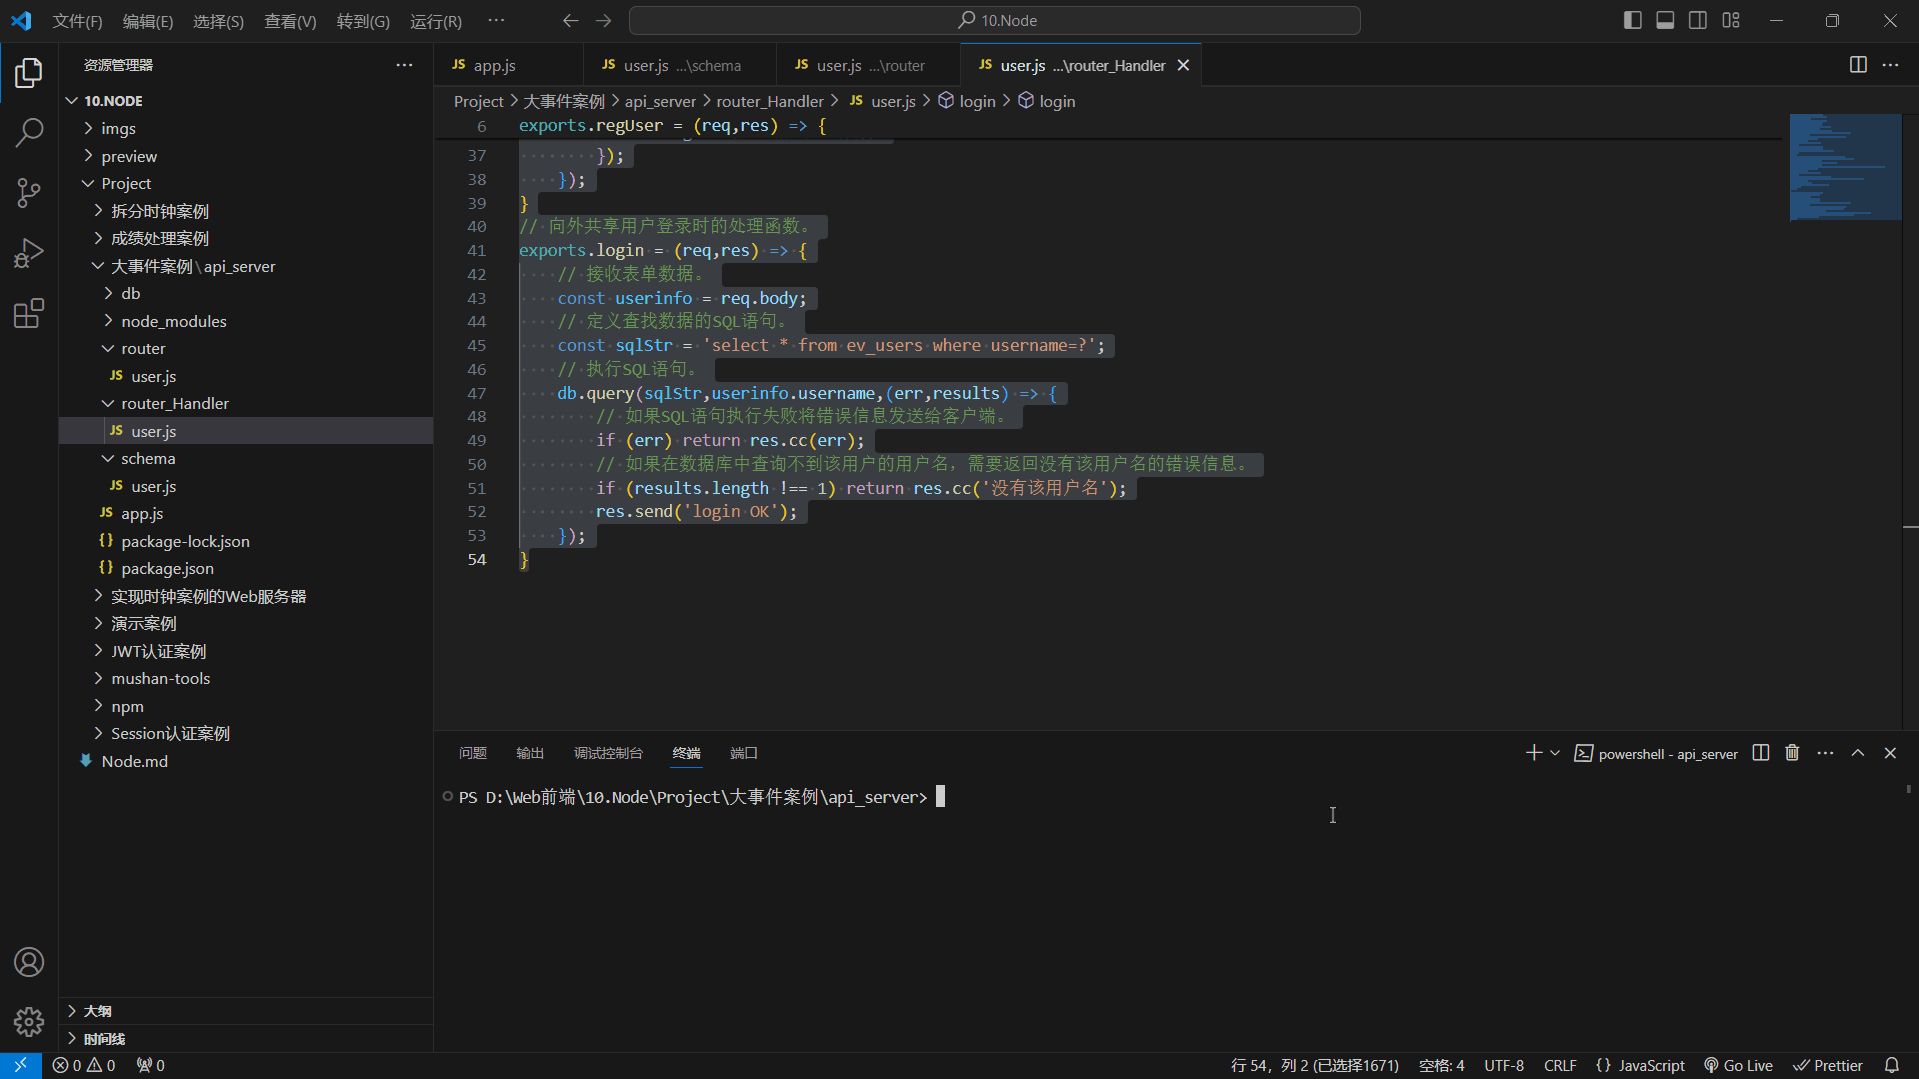 文件(F) 编辑(E) 选择(S) 查看(V) 转到(G) 运行(R) ··· 10.Node
资源管理器
app.js
user.js ...\schema
user.js ...\router
user.js ...\router_Handler
Project > 大事件案例 > api_server > router_Handler > JS user.js > login > login
10.NODE
imgs
preview
Project
拆分时钟案例
成绩处理案例
大事件案例\api_server
db
node_modules
router
JS user.js
router_Handler
JS user.js
schema
JS user.js
JS app.js
{} package-lock.json
{} package.json
实现时钟案例的Web服务器
演示案例
JWT认证案例
mushan-tools
npm
Session认证案例
Node.md
大纲
时间线
6 exports.regUser = (req,res) => {
37 });
38 });
39 }
40 // 向外共享用户登录时的处理函数。
41 exports.login = (req,res) => {
42 // 接收表单数据。
43 const userinfo = req.body;
44 // 定义查找数据的SQL语句。
45 const sqlStr = 'select * from ev_users where username=?';
46 // 执行SQL语句。
47 db.query(sqlStr,userinfo.username,(err,results) => {
48 // 如果SQL语句执行失败将错误信息发送给客户端。
49 if (err) return res.cc(err);
50 // 如果在数据库中查询不到该用户的用户名，需要返回没有该用户名的错误信息。
51 if (results.length !== 1) return res.cc('没有该用户名');
52 res.send('login OK');
53 });
54 }
问题 输出 调试控制台 终端 端口
powershell - api_server
PS D:\Web前端\10.Node\Project\大事件案例\api_server>
0 0 0
行 54，列 2 (已选择1671) 空格: 4 UTF-8 CRLF {} JavaScript Go Live Prettier